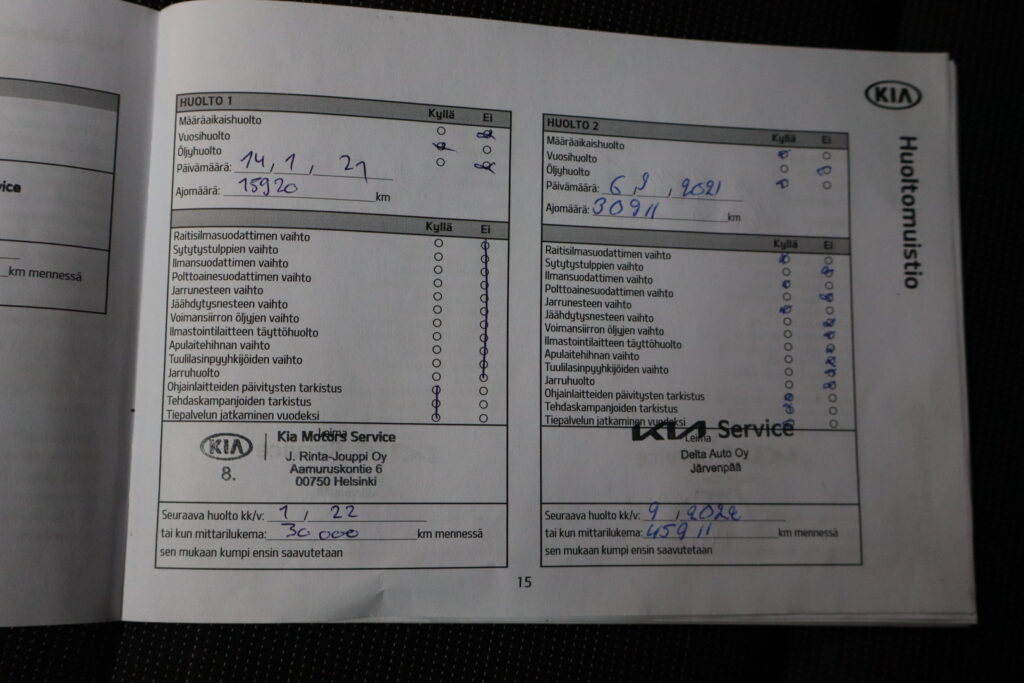 ice
km mennessä
HUOLTO 1
Kyllä Ei
Määräaikaishuolto
Vuosihuolto
Öljyhuolto
Päivämäärä: 14, 1, 21
Ajomäärä: 15920 km
Kyllä Ei
Raitisilmasuodattimen vaihto
Sytytystulppien vaihto
Ilmansuodattimen vaihto
Polttoainesuodattimen vaihto
Jarrunesteen vaihto
Jäähdytysnesteen vaihto
Voimansiirron öljyjen vaihto
Ilmastointilaitteen täyttöhuolto
Apulaitehihnan vaihto
Tuulilasinpyyhkijöiden vaihto
Jarruhuolto
Ohjainlaitteiden päivitysten tarkistus
Tehdaskampanjoiden tarkistus
Tiepalvelun jatkaminen vuodeksi
Leima
KIA
8.
Kia Motors Service
J. Rinta-Jouppi Oy
Aamuruskontie 6
00750 Helsinki
Seuraava huolto kk/v: 1 / 22
tai kun mittarilukema: 30 000 km mennessä
sen mukaan kumpi ensin saavutetaan
HUOLTO 2
Kyllä Ei
Määräaikaishuolto
Vuosihuolto
Öljyhuolto
Päivämäärä: 6, 9, 2021
Ajomäärä: 30911 km
Kyllä Ei
Raitisilmasuodattimen vaihto
Sytytystulppien vaihto
Ilmansuodattimen vaihto
Polttoainesuodattimen vaihto
Jarrunesteen vaihto
Jäähdytysnesteen vaihto
Voimansiirron öljyjen vaihto
Ilmastointilaitteen täyttöhuolto
Apulaitehihnan vaihto
Tuulilasinpyyhkijöiden vaihto
Jarruhuolto
Ohjainlaitteiden päivitysten tarkistus
Tehdaskampanjoiden tarkistus
Tiepalvelun jatkaminen vuodeksi
Leima
KIA Service
Delta Auto Oy
Järvenpää
Seuraava huolto kk/v: 9 / 2022
tai kun mittarilukema: 45911 km mennessä
sen mukaan kumpi ensin saavutetaan
KIA
Huoltomuistio
15